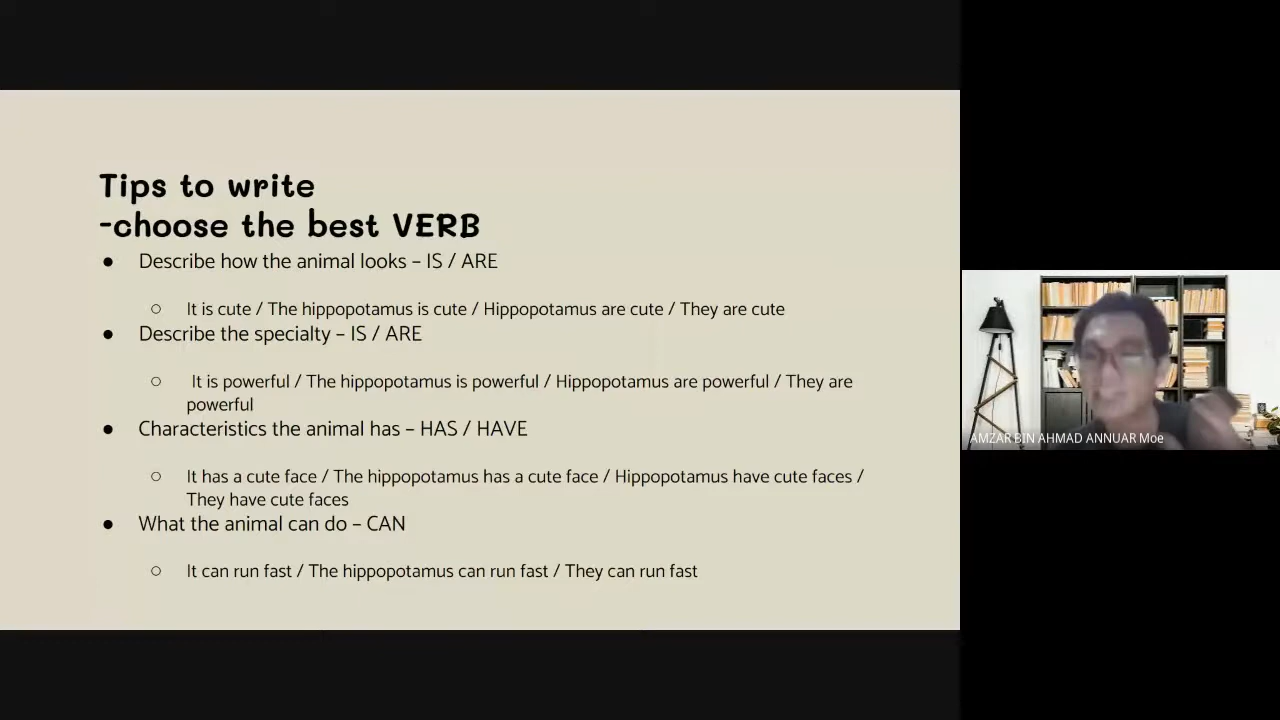 Tips to write
-choose the best VERB
● Describe how the animal looks – IS / ARE
○ It is cute / The hippopotamus is cute / Hippopotamus are cute / They are cute
● Describe the specialty – IS / ARE
○ It is powerful / The hippopotamus is powerful / Hippopotamus are powerful / They are
powerful
● Characteristics the animal has – HAS / HAVE
○ It has a cute face / The hippopotamus has a cute face / Hippopotamus have cute faces /
They have cute faces
● What the animal can do – CAN
○ It can run fast / The hippopotamus can run fast / They can run fast
AMZAR BIN AHMAD ANNUAR Moe